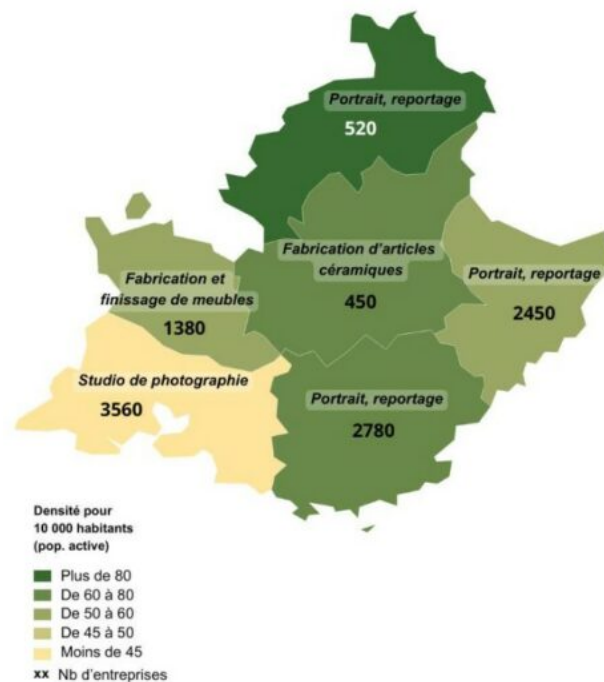 Portrait, reportage
520
Fabrication d'articles
céramiques
450
Portrait, reportage
2450
Fabrication et
finissage de meubles
1380
Studio de photographie
3560
Portrait, reportage
2780
Densité pour
10 000 habitants
(pop. active)
Plus de 80
De 60 à 80
De 50 à 60
De 45 à 50
Moins de 45
xx Nb d'entreprises